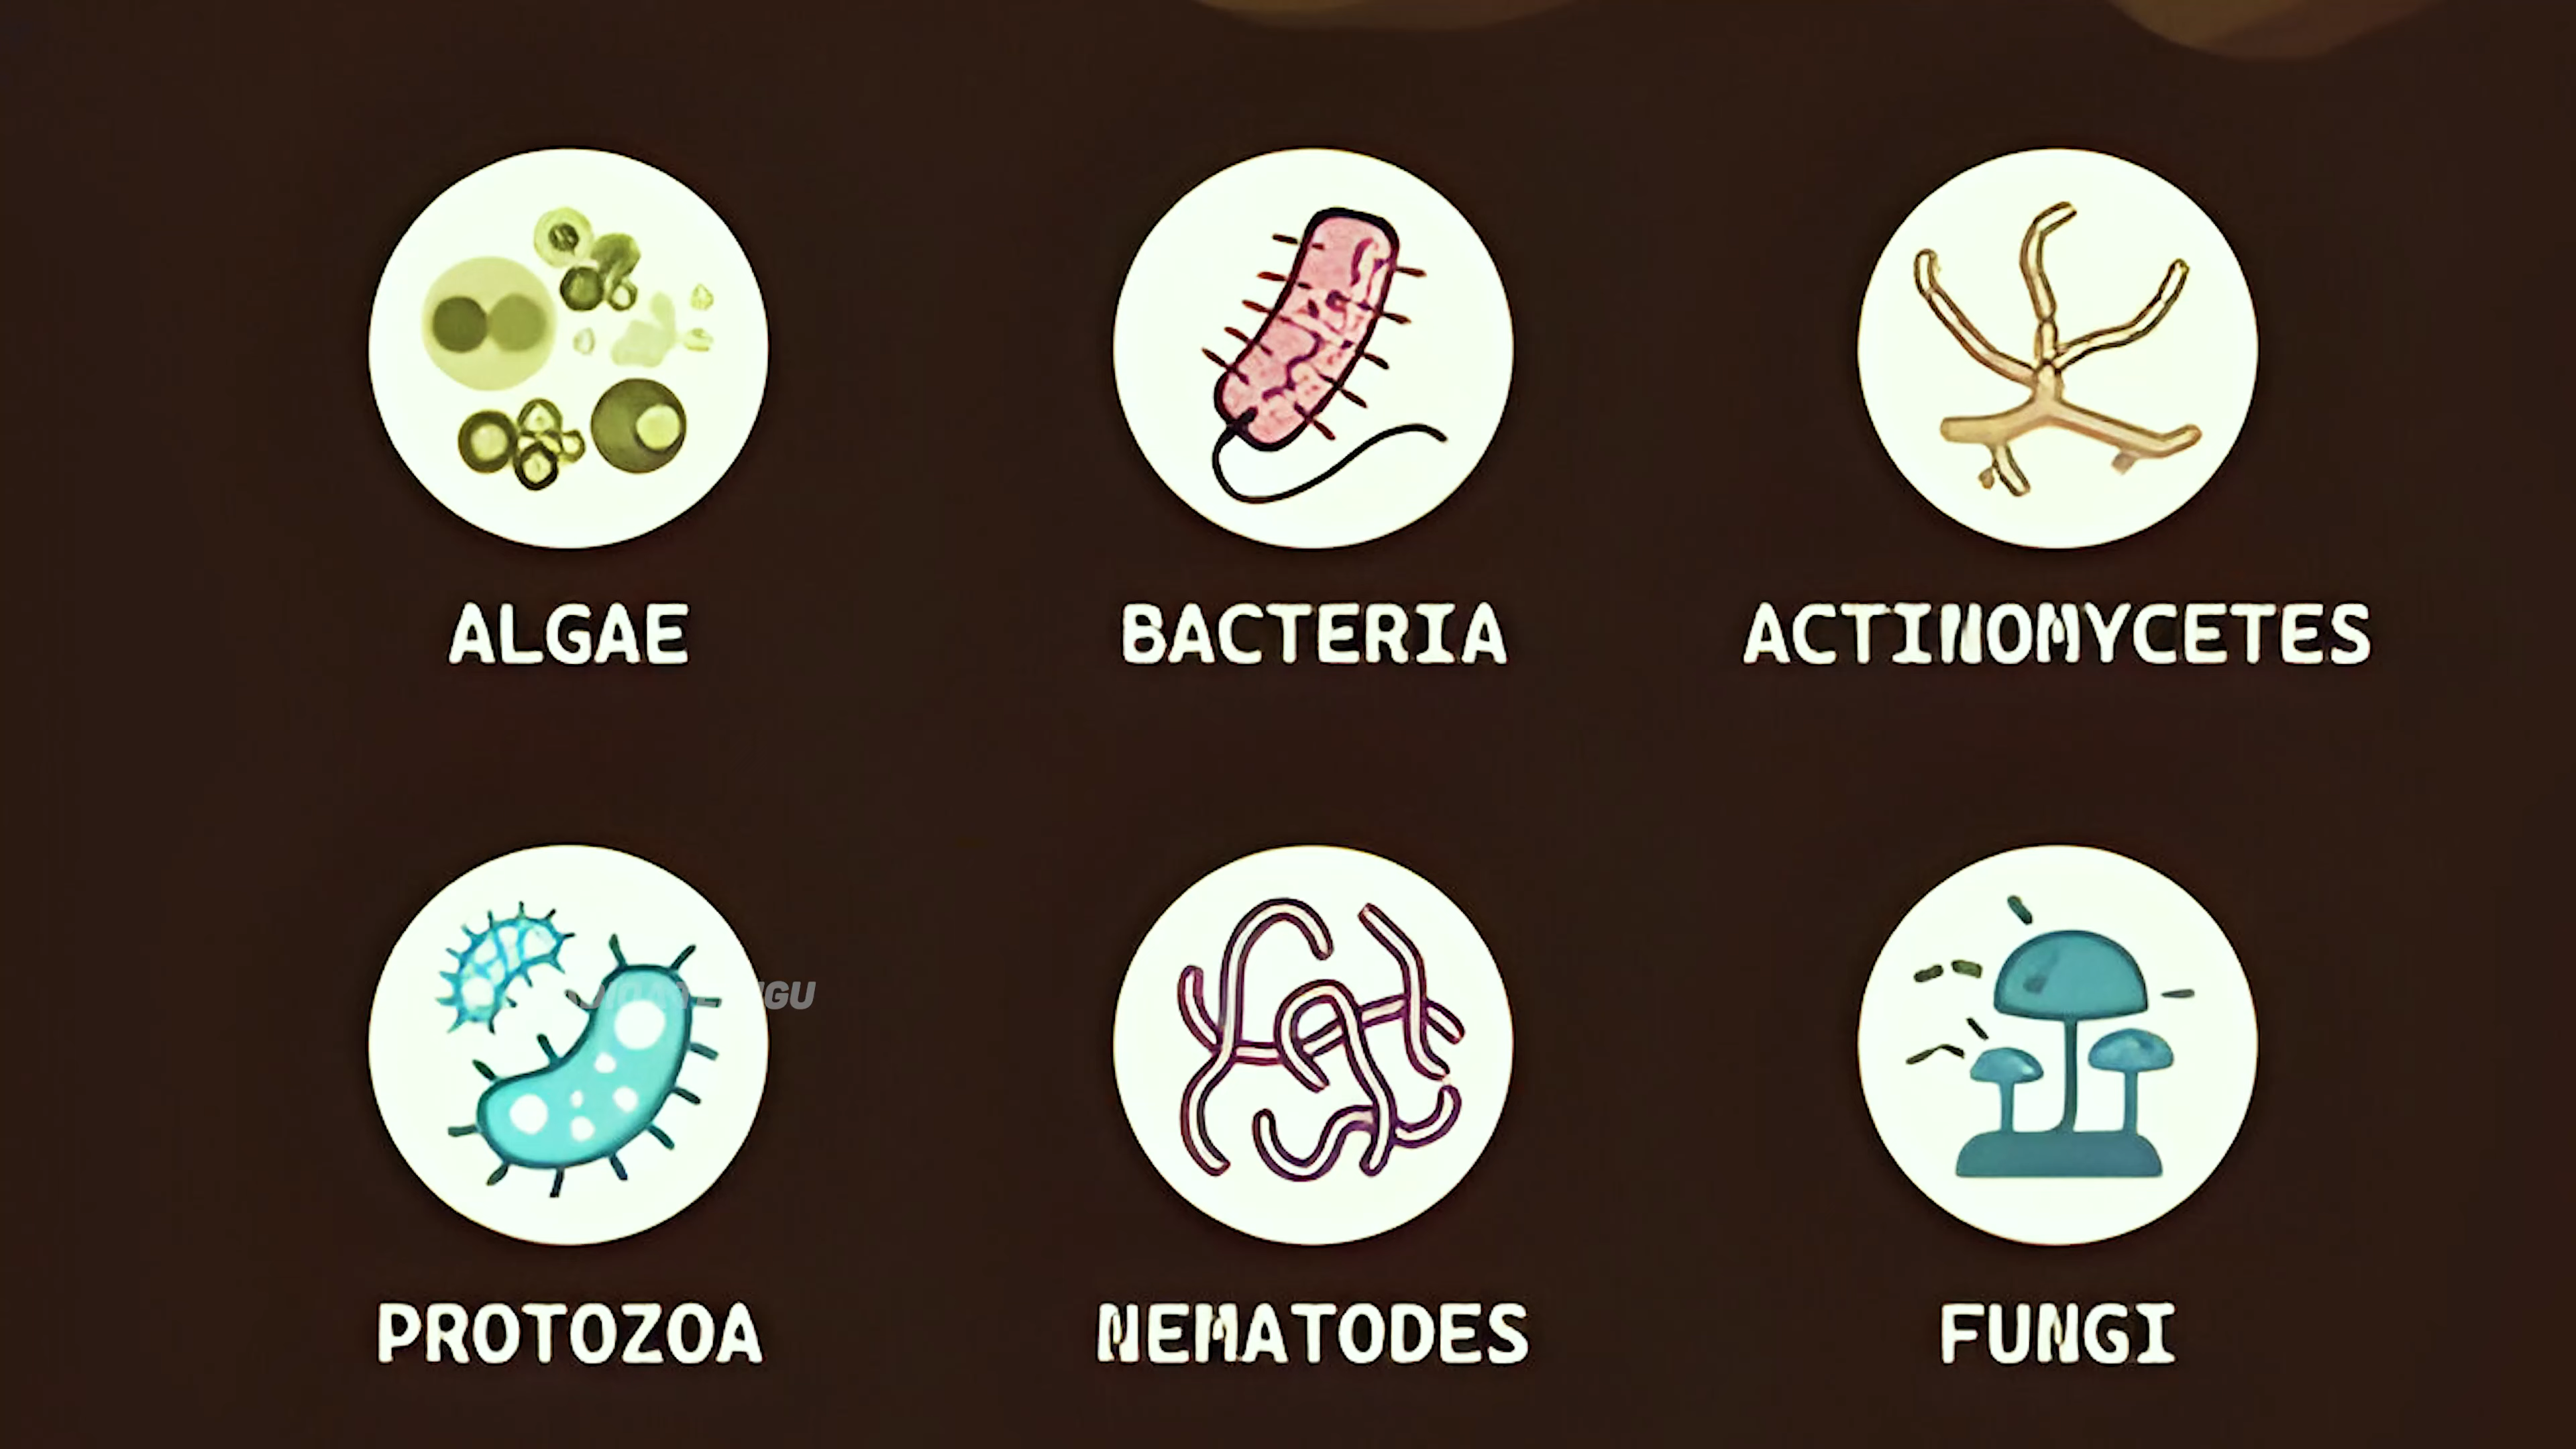 ALGAE
BACTERIA
ACTINOMYCETES
PROTOZOA
NEMATODES
FUNGI